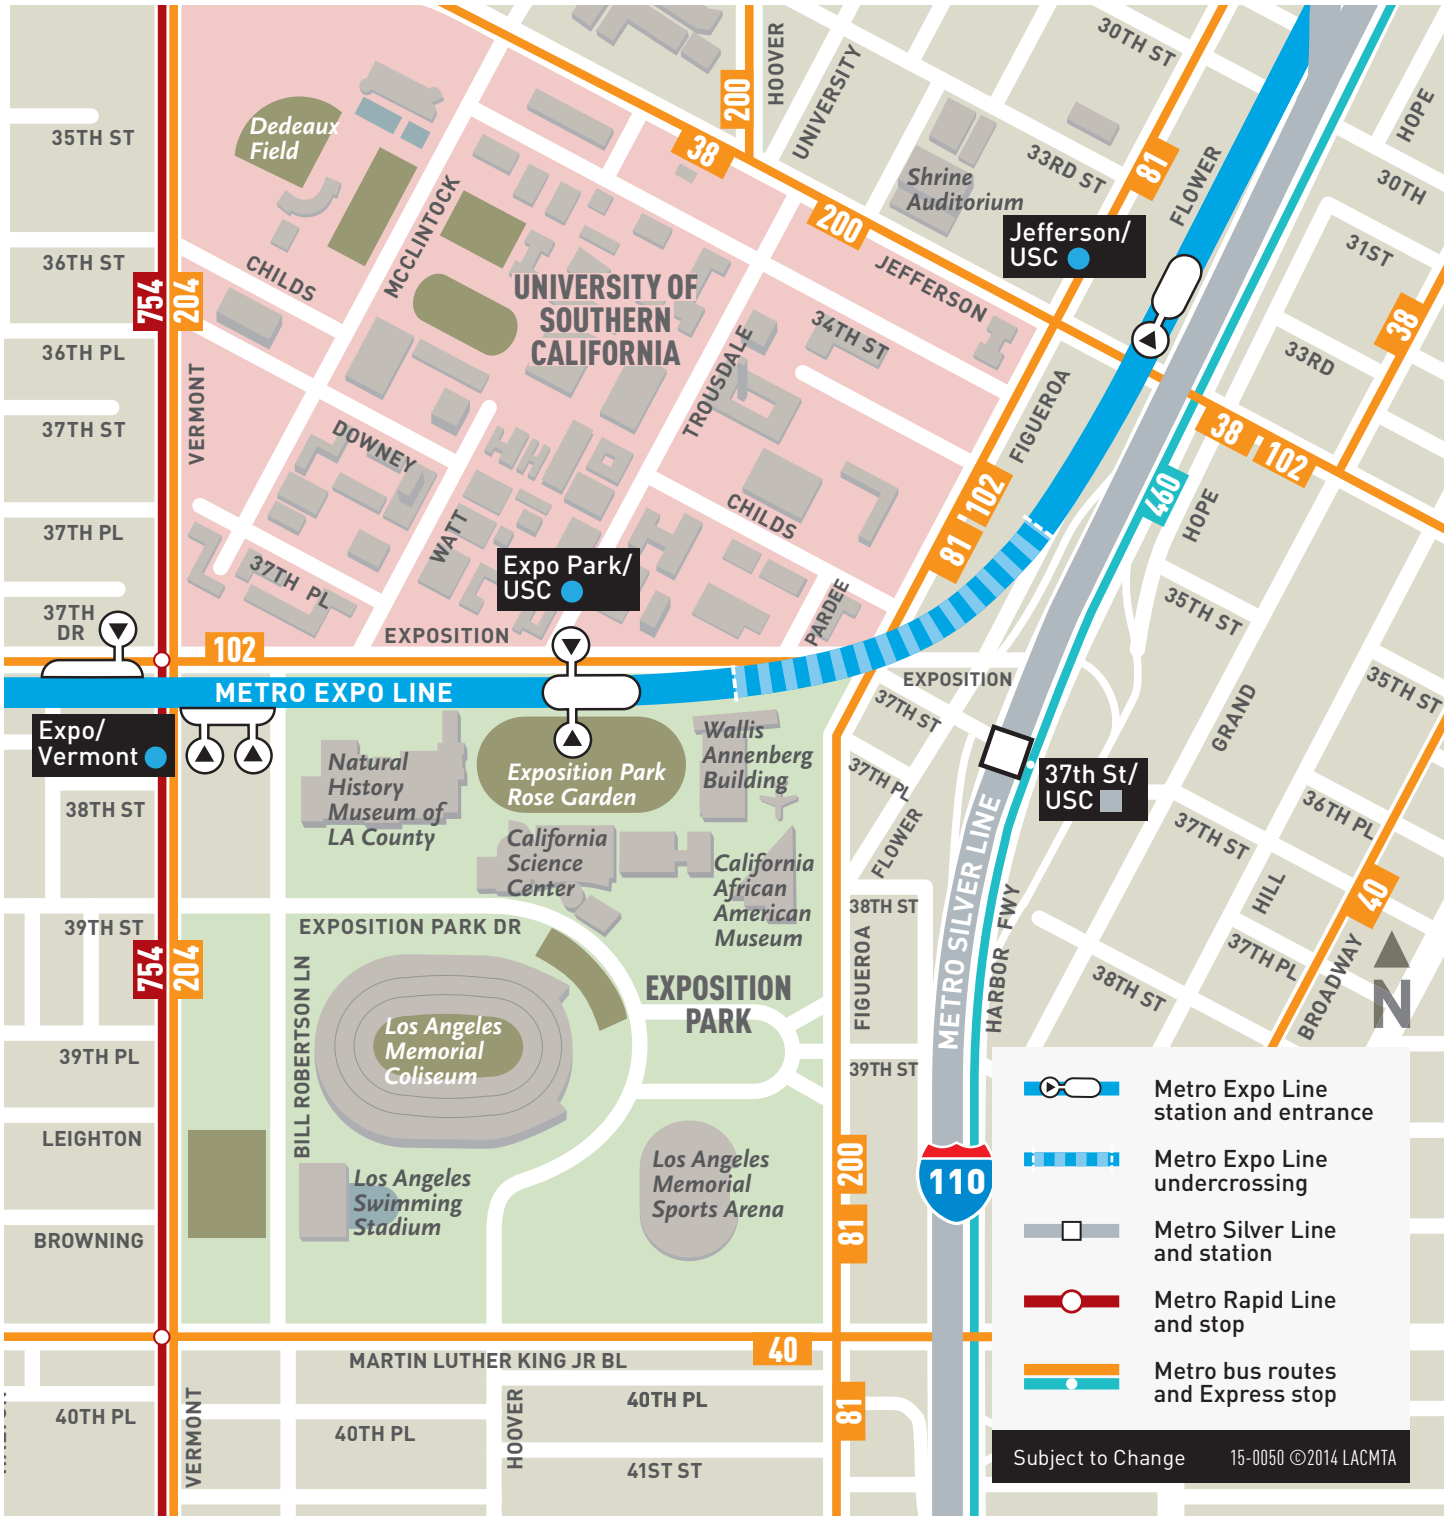 30TH ST
HOPE
HOOVER
UNIVERSITY
200
Dedeaux
Field
35TH ST
38
33RD ST
81
FLOWER
30TH
Shrine
Auditorium
MCCLINTOCK
200
Jefferson/
USC
31ST
36TH ST
CHILDS
JEFFERSON
754
204
UNIVERSITY OF
SOUTHERN
CALIFORNIA
34TH ST
38
36TH PL
33RD
TROUSDALE
VERMONT
FIGUEROA
37TH ST
DOWNEY
38
102
460
HOPE
81
102
CHILDS
37TH PL
WATT
37TH PL
Expo Park/
USC
PARDEE
35TH ST
37TH
DR
102
EXPOSITION
EXPOSITION
METRO EXPO LINE
35TH ST
37TH ST
GRAND
Expo/
Vermont
Natural
History
Museum of
LA County
Exposition Park
Rose Garden
Wallis
Annenberg
Building
37TH PL
37th St/
USC
38TH ST
FLOWER
METRO SILVER LINE
37TH ST
36TH PL
California
Science
Center
California
African
American
Museum
HILL
40
38TH ST
HARBOR FWY
39TH ST
EXPOSITION PARK DR
37TH PL
BROADWAY
N
754
204
BILL ROBERTSON LN
EXPOSITION
PARK
FIGUEROA
38TH ST
Los Angeles
Memorial
Coliseum
39TH PL
39TH ST
LEIGHTON
Los Angeles
Swimming
Stadium
Los Angeles
Memorial
Sports Arena
200
81
110
BROWNING
40
MARTIN LUTHER KING JR BL
VERMONT
HOOVER
40TH PL
40TH PL
40TH PL
81
41ST ST
Metro Expo Line
station and entrance
Metro Expo Line
undercrossing
Metro Silver Line
and station
Metro Rapid Line
and stop
Metro bus routes
and Express stop
Subject to Change
15-0050 ©2014 LACMTA